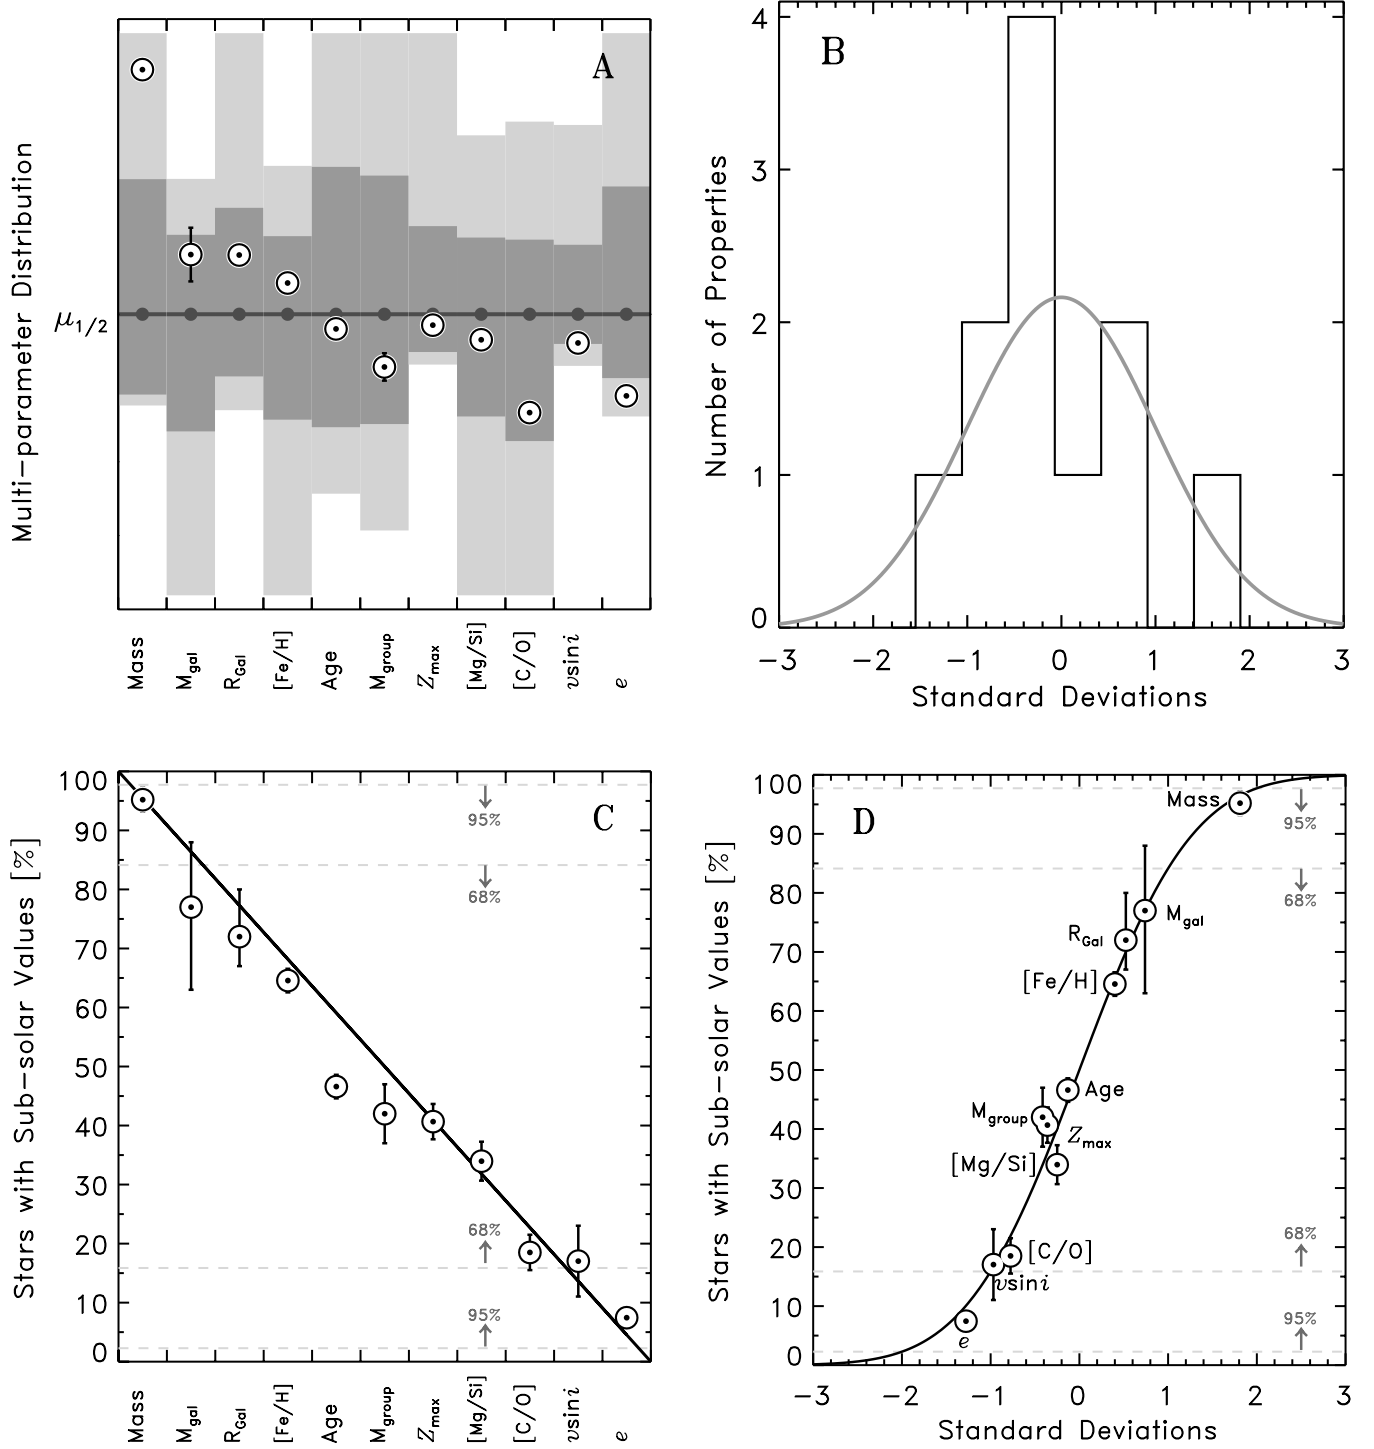 A
Multi-parameter Distribution
μ1/2
Mass
Mgal
RGal
[Fe/H]
Age
Mgroup
Zmax
[Mg/Si]
[C/O]
vsini
e
B
Number of Properties
4
3
2
1
0
-3 -2 -1 0 1 2 3
Standard Deviations
C
Stars with Sub-solar Values [%]
100
90
80
70
60
50
40
30
20
10
0
95%
68%
68%
95%
Mass
Mgal
RGal
[Fe/H]
Age
Mgroup
Zmax
[Mg/Si]
[C/O]
vsini
e
D
Stars with Sub-solar Values [%]
100
90
80
70
60
50
40
30
20
10
0
Mass
95%
68%
Mgal
RGal
[Fe/H]
Age
Mgroup
Zmax
[Mg/Si]
68%
[C/O]
vsini
95%
e
-3 -2 -1 0 1 2 3
Standard Deviations